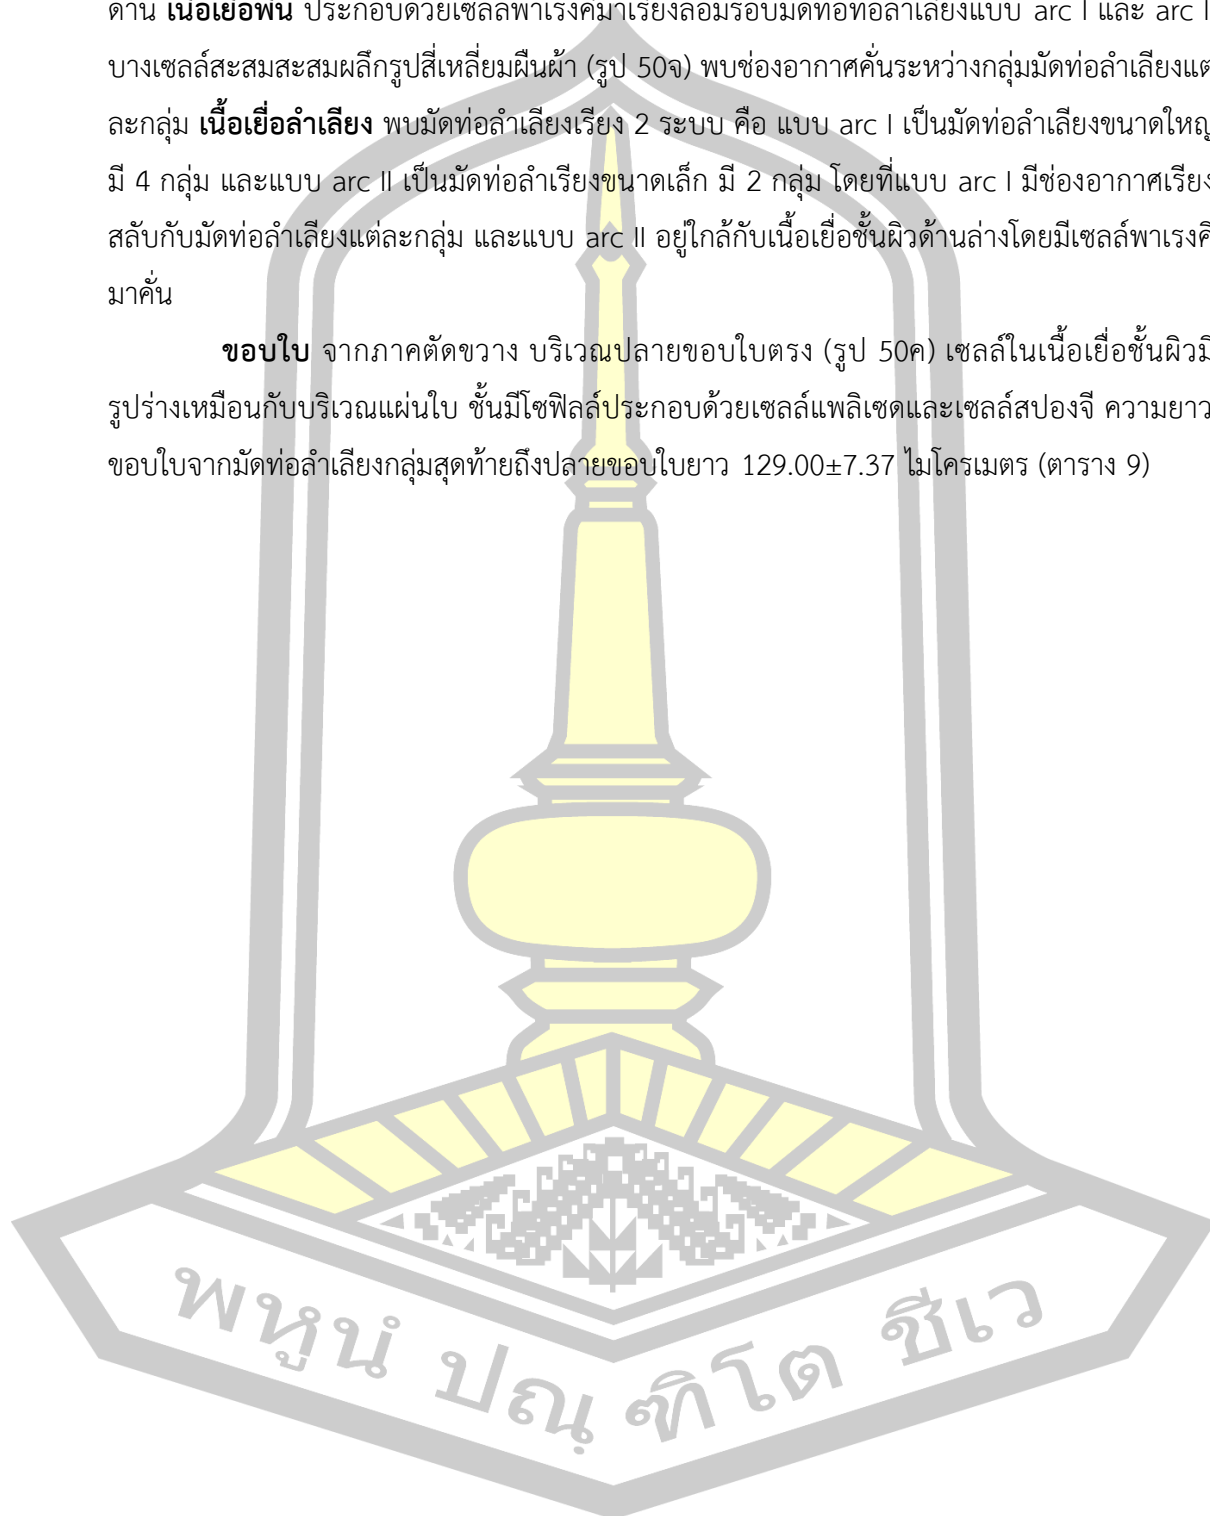 ด้าน เนื้อเยื่อพื้น ประกอบด้วยเซลล์พาเรงคิมาเรียงล้อมรอบมัดท่อท่อลำเลียงแบบ arc I และ arc I
บางเซลล์สะสมสะสมผลึกรูปสี่เหลี่ยมผืนผ้า (รูป 50จ) พบช่องอากาศคั่นระหว่างกลุ่มมัดท่อลำเลียงแต่
ละกลุ่ม เนื้อเยื่อลำเลียง พบมัดท่อลำเลียงเรียง 2 ระบบ คือ แบบ arc I เป็นมัดท่อลำเลียงขนาดใหญ่
มี 4 กลุ่ม และแบบ arc II เป็นมัดท่อลำเรียงขนาดเล็ก มี 2 กลุ่ม โดยที่แบบ arc I มีช่องอากาศเรียง
สลับกับมัดท่อลำเลียงแต่ละกลุ่ม และแบบ arc II อยู่ใกล้กับเนื้อเยื่อชั้นผิวด้านล่างโดยมีเซลล์พาเรงคิ
มาคั่น
ขอบใบ จากภาคตัดขวาง บริเวณปลายขอบใบตรง (รูป 50ค) เซลล์ในเนื้อเยื่อชั้นผิวมี
รูปร่างเหมือนกับบริเวณแผ่นใบ ชั้นมีโซฟิลล์ประกอบด้วยเซลล์แพลิเซดและเซลล์สปองจี ความยาว
ขอบใบจากมัดท่อลำเลียงกลุ่มสุดท้ายถึงปลายขอบใบยาว 129.00±7.37 ไมโครเมตร (ตาราง 9)
พหูนํ ปณฺ ฑิโต ชีเว